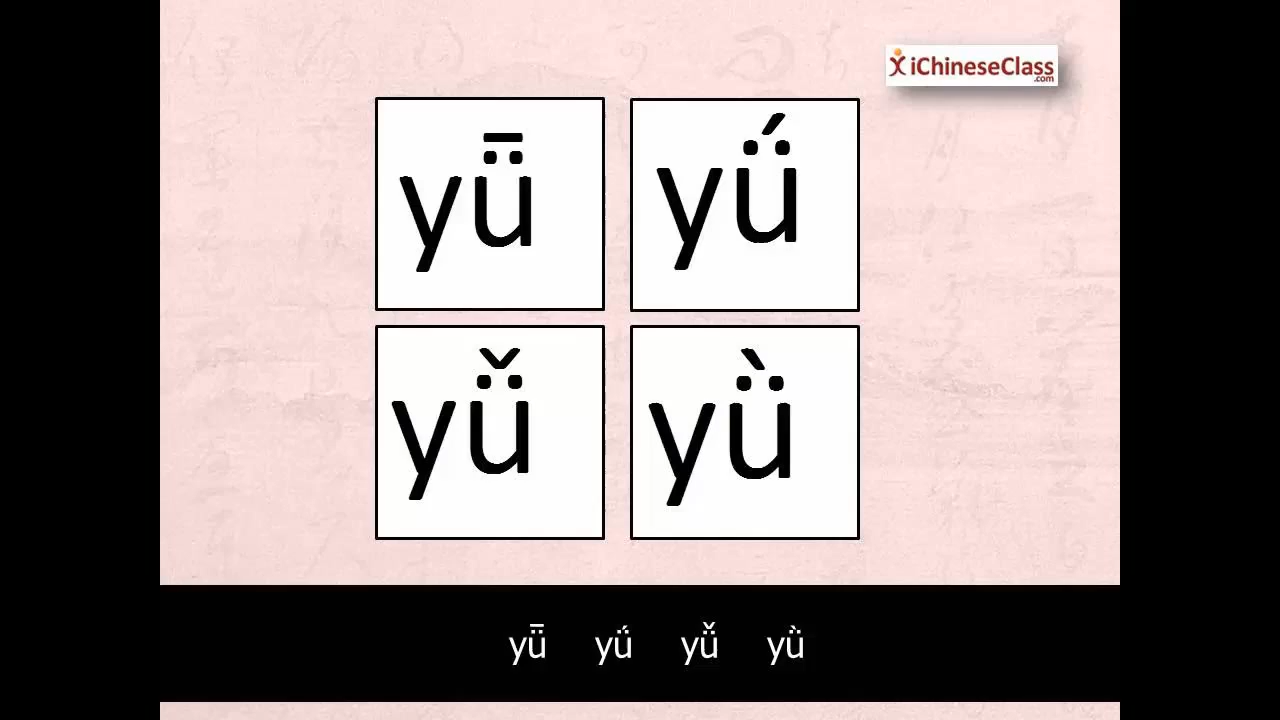 iChineseClass
.com
yǖ yǘ
yǚ yǜ
yǖ yǘ yǚ yǜ